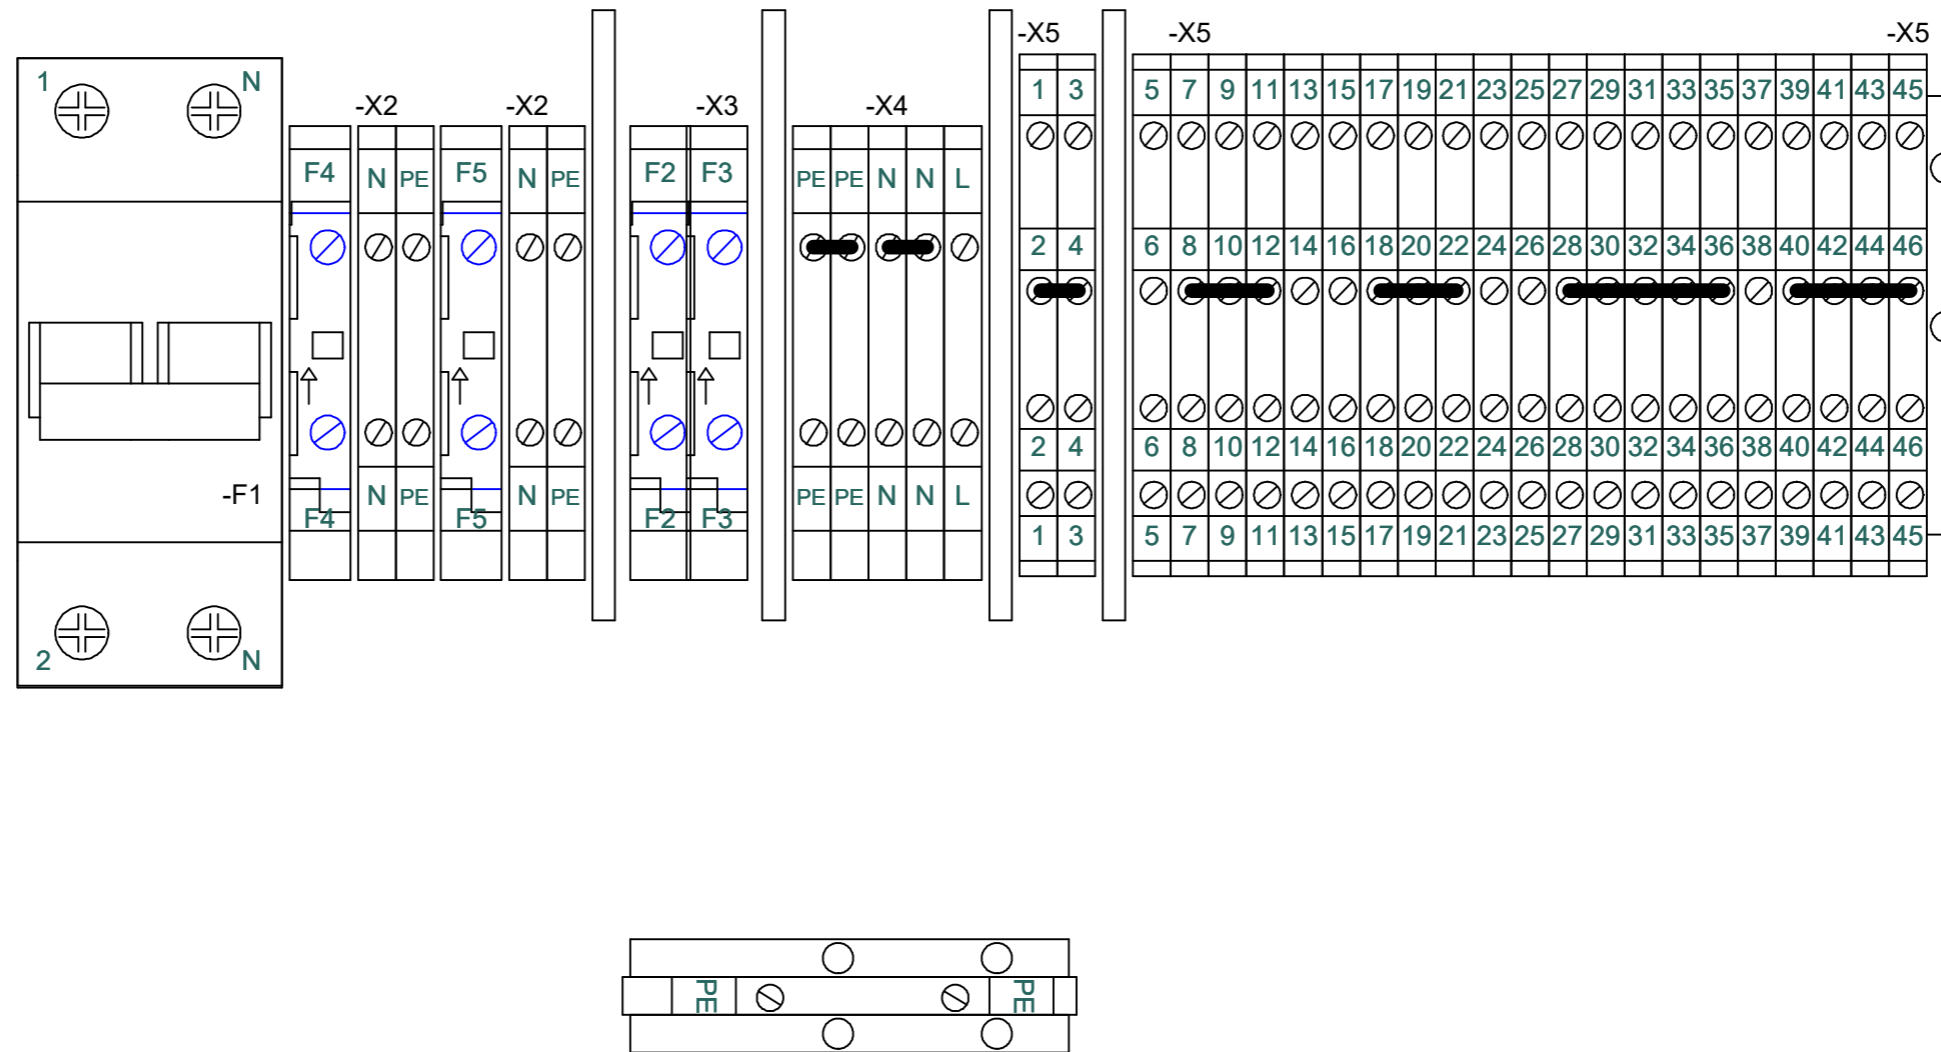 -X5 -X5 -X5
1 N
1 3 5 7 9 11 13 15 17 19 21 23 25 27 29 31 33 35 37 39 41 43 45
-X2 -X2 -X3 -X4
F4 N PE F5 N PE F2 F3 PE PE N N L
2 4 6 8 10 12 14 16 18 20 22 24 26 28 30 32 34 36 38 40 42 44 46
2 4 6 8 10 12 14 16 18 20 22 24 26 28 30 32 34 36 38 40 42 44 46
-F1 N PE N PE PE PE N N L
F4 F5 F2 F3
1 3 5 7 9 11 13 15 17 19 21 23 25 27 29 31 33 35 37 39 41 43 45
2 N
PE PE